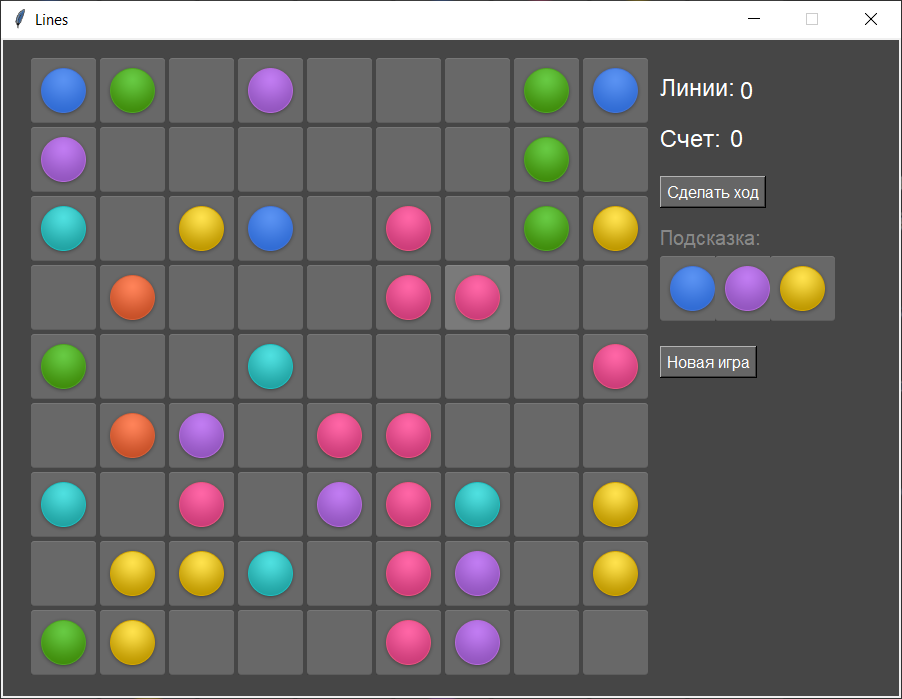 Lines
Линии: 0
Счет: 0
Сделать ход
Подсказка:
Новая игра